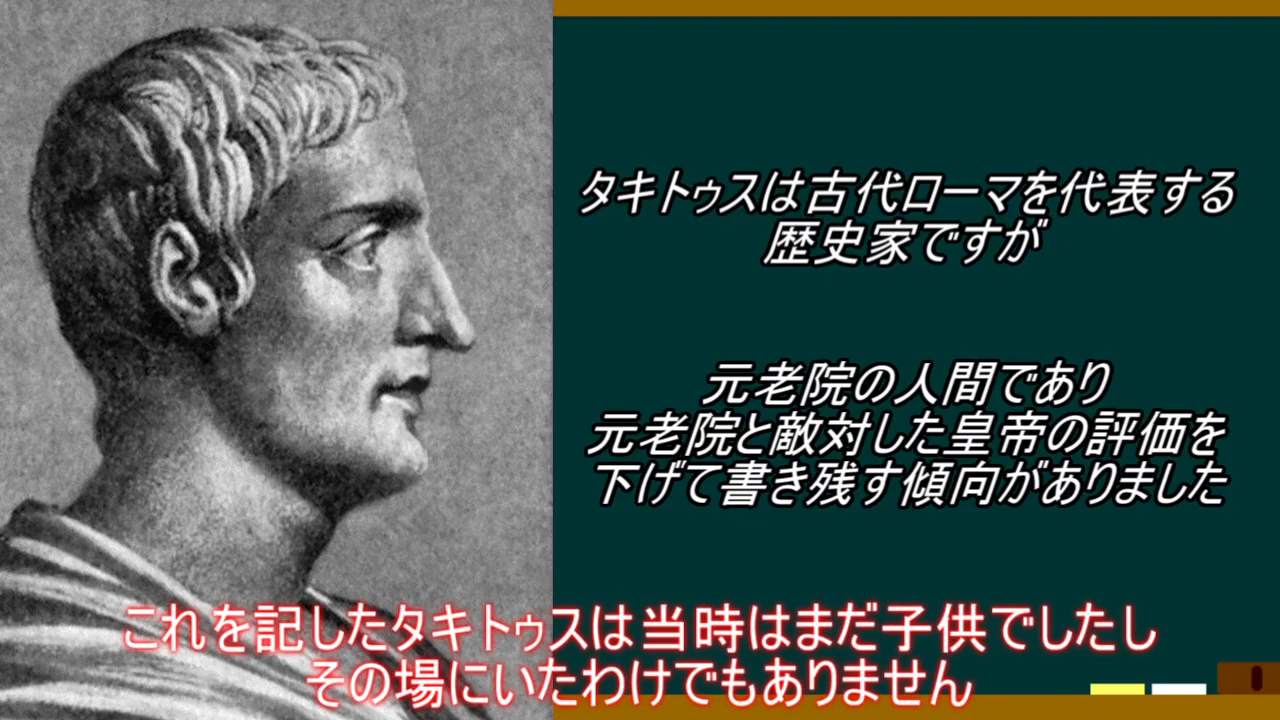 タキトゥスは古代ローマを代表する
歴史家ですが
元老院の人間であり
元老院と敵対した皇帝の評価を
下げて書き残す傾向がありました
これを記したタキトゥスは当時はまだ子供でしたし
その場にいたわけでもありません